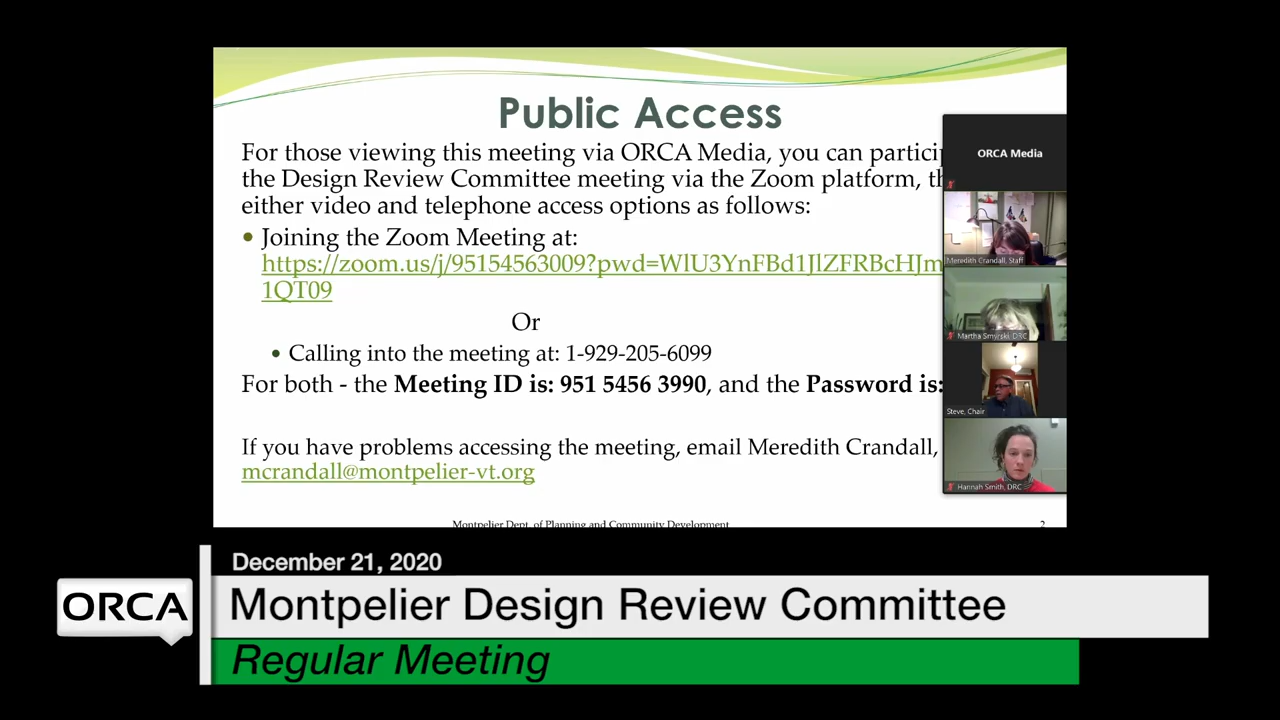 Public Access
For those viewing this meeting via ORCA Media, you can particip
the Design Review Committee meeting via the Zoom platform, th
either video and telephone access options as follows:
• Joining the Zoom Meeting at:
https://zoom.us/j/95154563009?pwd=WlU3YnFBd1JlZFRBcHJm
1QT09
Or
• Calling into the meeting at: 1-929-205-6099
For both - the Meeting ID is: 951 5456 3990, and the Password is:
If you have problems accessing the meeting, email Meredith Crandall,
mcrandall@montpelier-vt.org
Montpelier Dept. of Planning and Community Development
2
ORCA Media
Meredith Crandall, Staff
Martha Smyrski, DRC
Steve, Chair
Hannah Smith, DRC
December 21, 2020
ORCA
Montpelier Design Review Committee
Regular Meeting